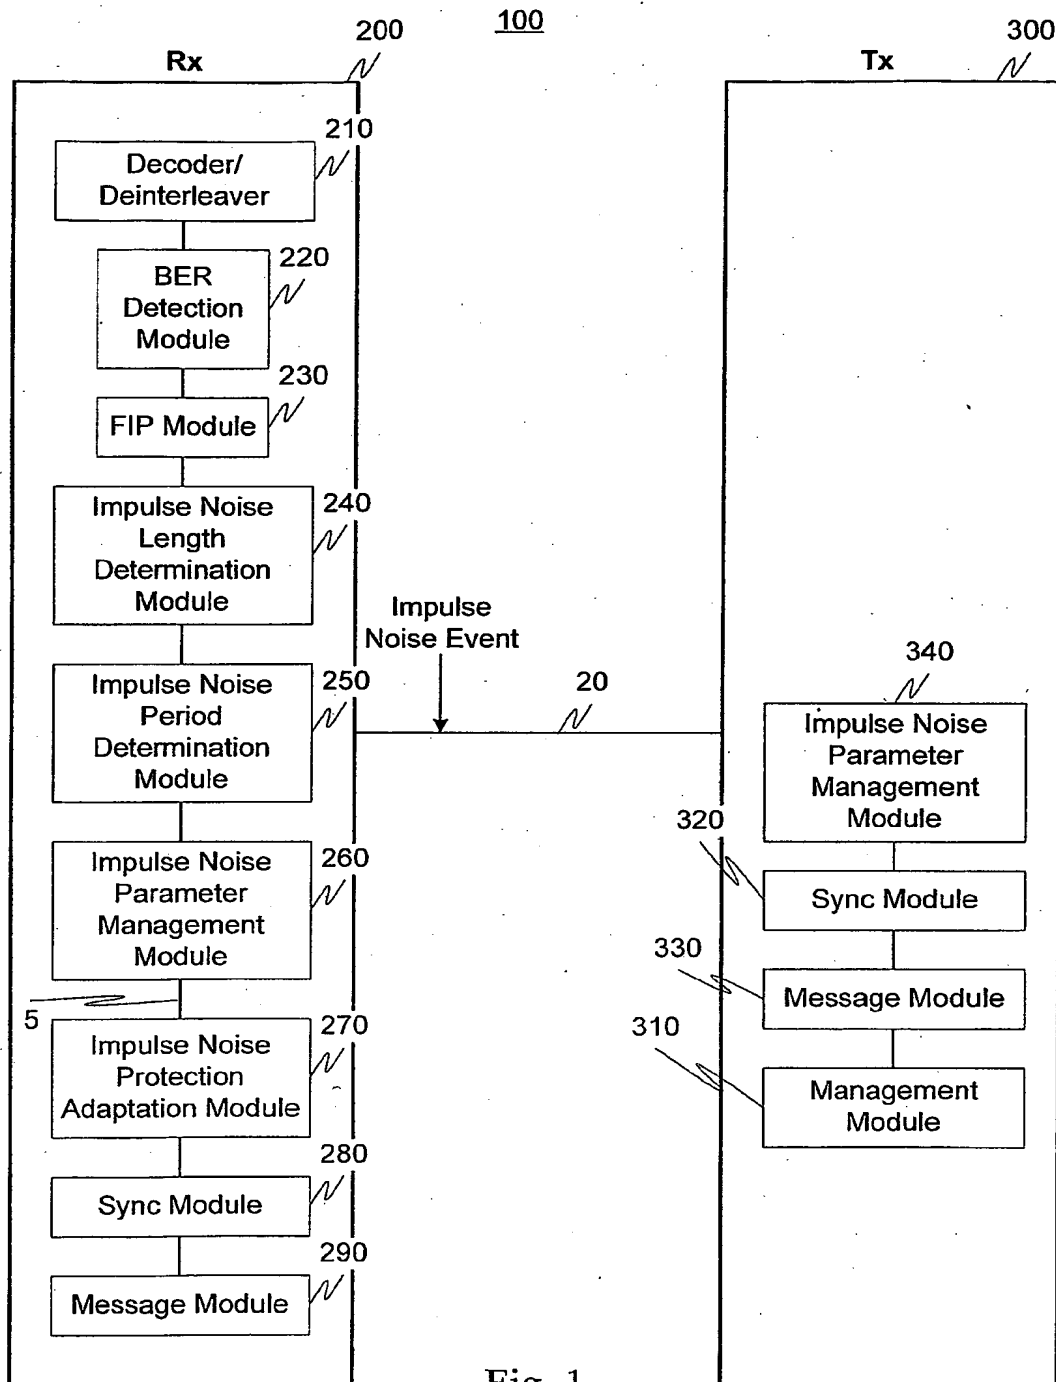 100
200
300
Rx
Tx
210
Decoder/
Deinterleaver
220
BER
Detection
Module
230
FIP Module
240
Impulse Noise
Length
Determination
Module
Impulse
Noise Event
250
Impulse Noise
Period
Determination
Module
20
340
Impulse Noise
Parameter
Management
Module
260
Impulse Noise
Parameter
Management
Module
320
Sync Module
330
Message Module
5
270
Impulse Noise
Protection
Adaptation Module
310
Management
Module
280
Sync Module
290
Message Module
Fig. 1